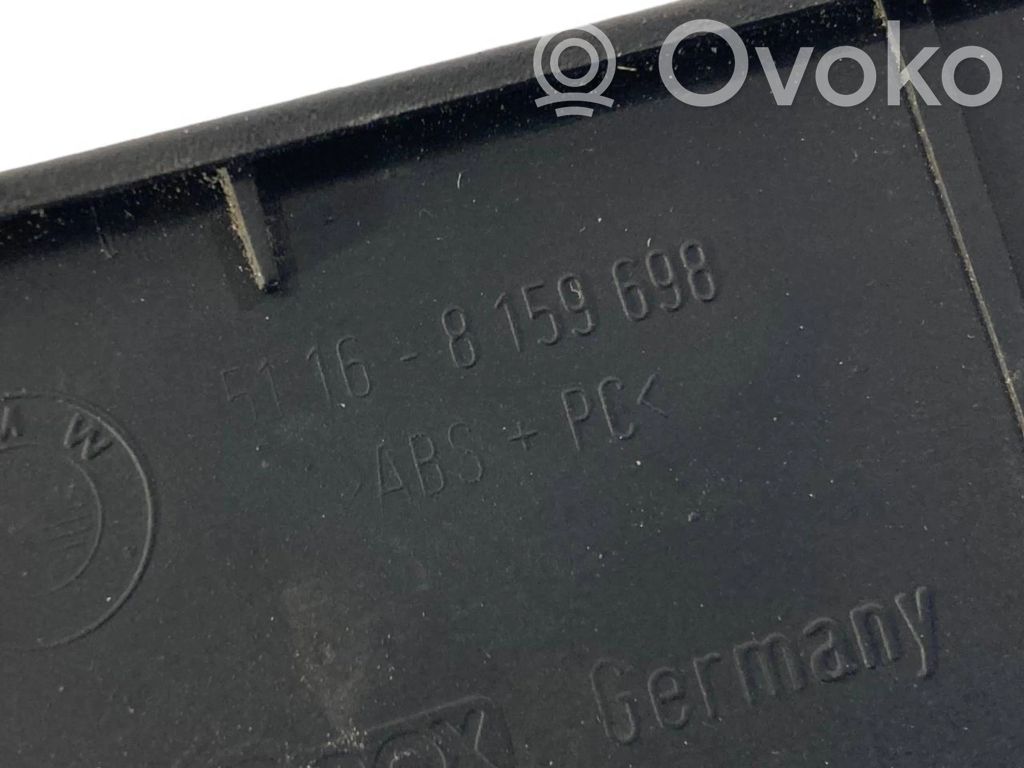 Ovoko
51 16 - 8 159 698
>ABS + PC<
M W
Germany